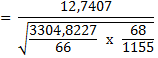 = 12,7407
√ 3304,8227/66 x 68/1155